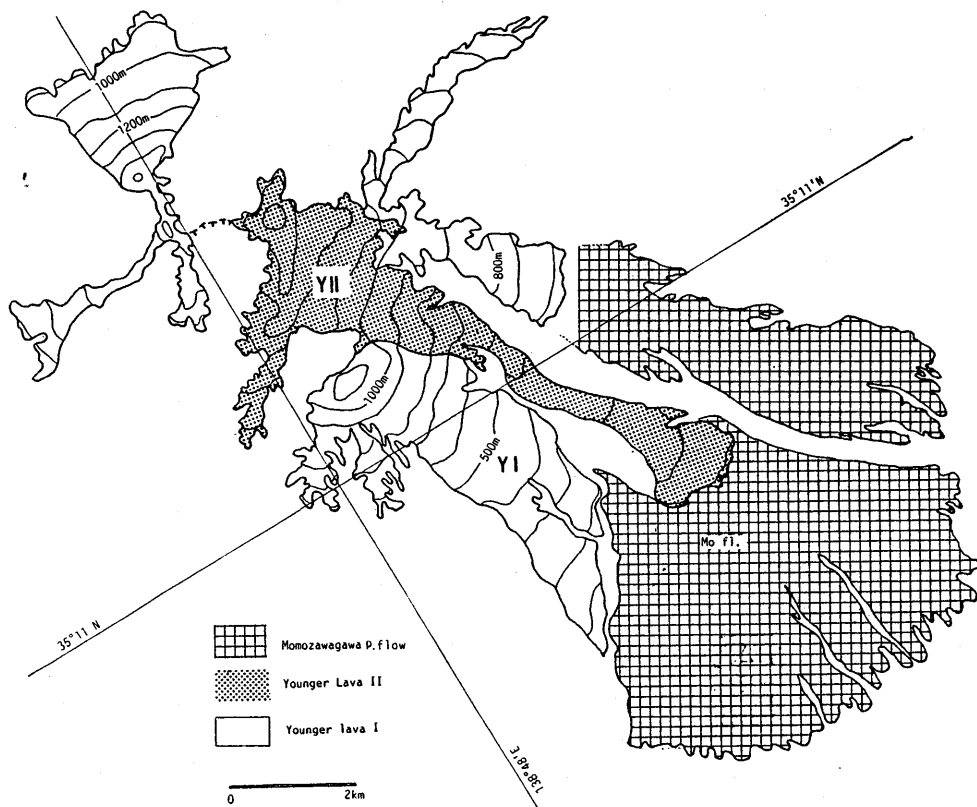 1000m
1200m
35°11'N
800m
YII
1000m
500m
YI
Mo fl.
35°11 N
Momozawagawa P.flow
Younger Lava II
Younger lava I
138°48'E
0 2km